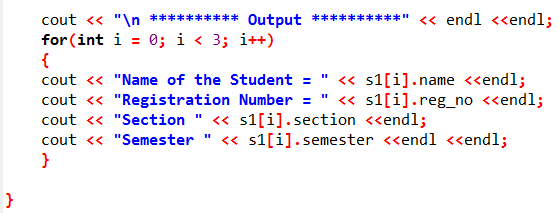 cout << "\n ********** Output **********" << endl <<endl;
for(int i = 0; i < 3; i++)
{
cout << "Name of the Student = " << s1[i].name <<endl;
cout << "Registration Number = " << s1[i].reg_no <<endl;
cout << "Section " << s1[i].section <<endl;
cout << "Semester " << s1[i].semester <<endl <<endl;
}
}